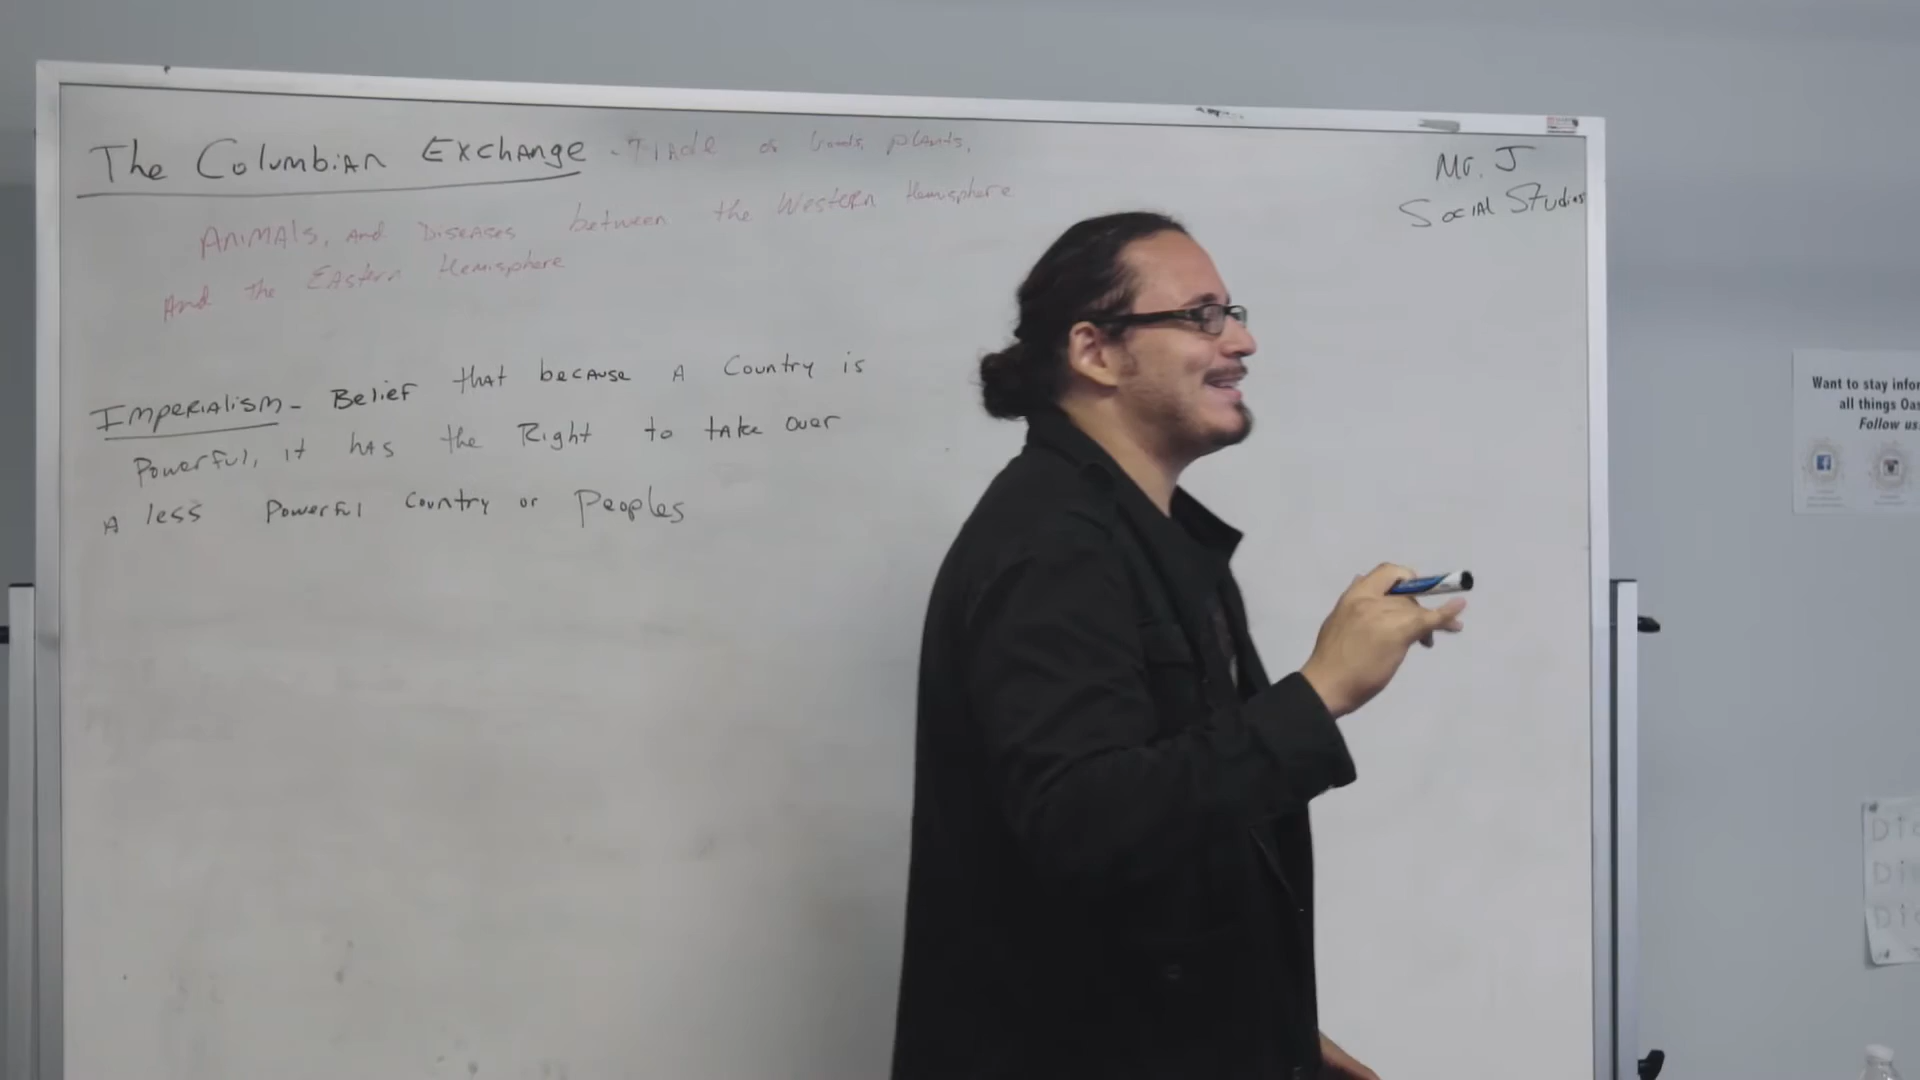 The Columbian Exchange - Trade of Goods, plants,
Animals, and Diseases between the Western Hemisphere
And the Eastern Hemisphere
Imperialism - Belief that because A Country is
Powerful, it has the Right to take over
A less Powerful Country or Peoples
Mr. J
Social Studies
Want to stay infor
all things Oas
Follow us